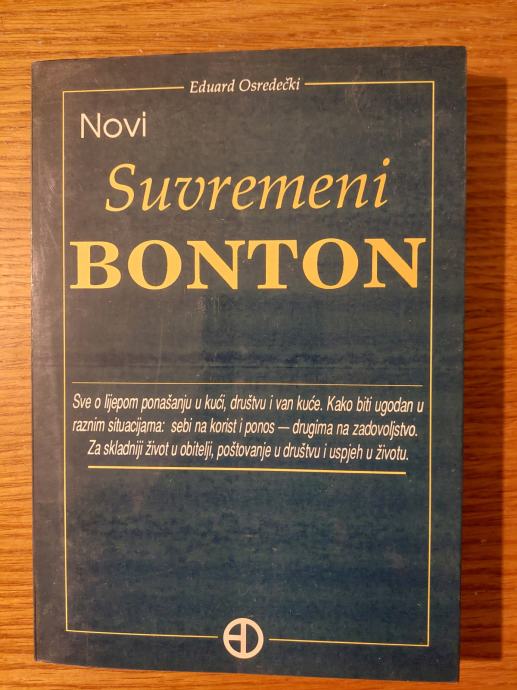 Eduard Osredečki
Novi
Suvremeni
BONTON
Sve o lijepom ponašanju u kući, društvu i van kuće. Kako biti ugodan u
raznim situacijama: sebi na korist i ponos — drugima na zadovoljstvo.
Za skladniji život u obitelji, poštovanje u društvu i uspjeh u životu.